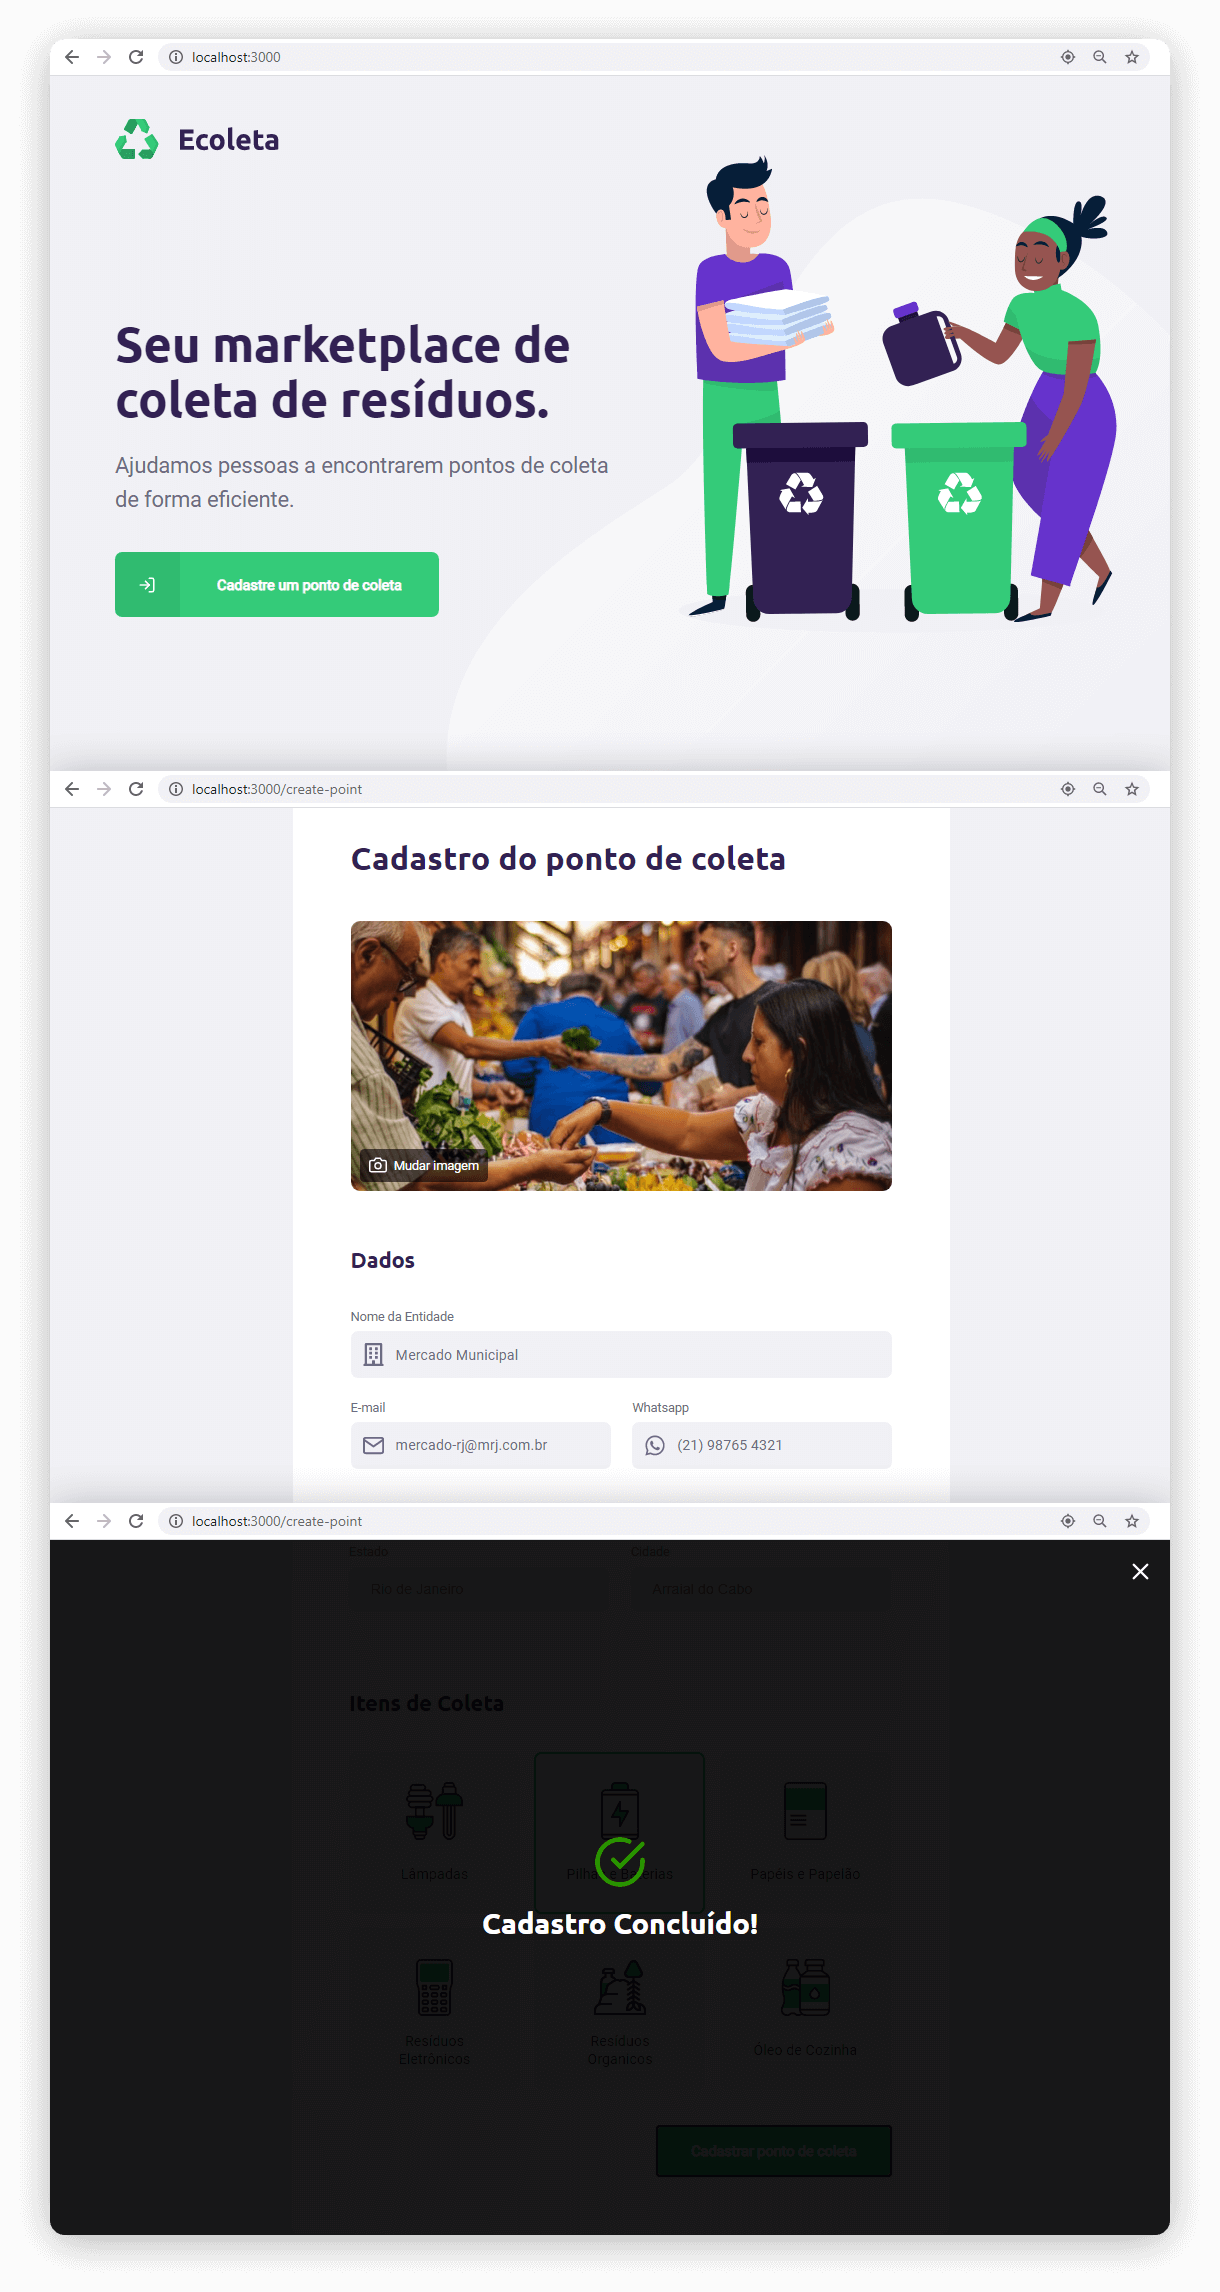 localhost:3000
Ecoleta
Seu marketplace de
coleta de resíduos.
Ajudamos pessoas a encontrarem pontos de coleta
de forma eficiente.
Cadastre um ponto de coleta
localhost:3000/create-point
Cadastro do ponto de coleta
Mudar imagem
Dados
Nome da Entidade
Mercado Municipal
E-mail
Whatsapp
mercado-rj@mrj.com.br
(21) 98765 4321
localhost:3000/create-point
Estado
Cidade
Rio de Janeiro
Arraial do Cabo
Itens de Coleta
Lâmpadas
Pilhas e Baterias
Papéis e Papelão
Cadastro Concluído!
Resíduos
Eletrônicos
Resíduos
Orgânicos
Óleo de Cozinha
Cadastrar ponto de coleta